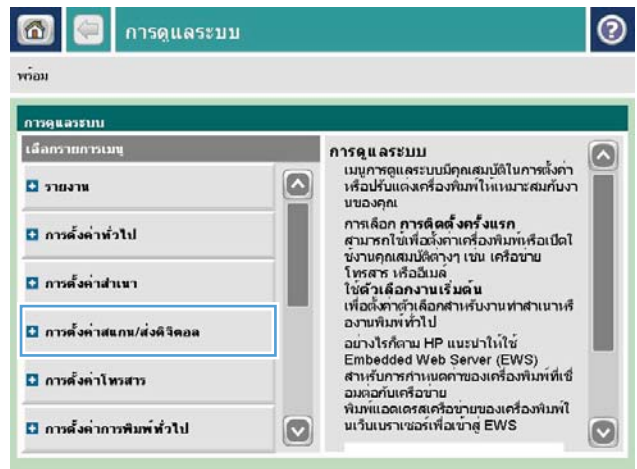 การดูแลระบบ
พร้อม
การดูแลระบบ
เลือกรายการเมนู
รายงาน
การตั้งค่าทั่วไป
การตั้งค่าสำเนา
การตั้งค่าสแกน/ส่งดิจิตอล
การตั้งค่าโทรสาร
การตั้งค่าการพิมพ์ทั่วไป
การดูแลระบบ
เมนูการดูแลระบบมีคุณสมบัติในการตั้งค่า
หรือปรับแต่งเครื่องพิมพ์ให้เหมาะสมกับงา
นของคุณ
การเลือก การติดตั้งครั้งแรก
สามารถใช้เพื่อตั้งค่าเครื่องพิมพ์หรือเปิดใ
ช้งานคุณสมบัติต่างๆ เช่น เครือข่าย
โทรสาร หรืออีเมล์
ใช้ตัวเลือกงานเริ่มต้น
เพื่อตั้งค่าตัวเลือกสำหรับงานทำสำเนาหรื
องานพิมพ์ทั่วไป
อย่างไรก็ตาม HP แนะนำให้ใช้
Embedded Web Server (EWS)
สำหรับการกำหนดค่าของเครื่องพิมพ์ที่เชื่
อมต่อกับเครือข่าย
พิมพ์แอดเดรสเครือข่ายของเครื่องพิมพ์ใ
นเว็บเบราเซอร์เพื่อเข้าสู่ EWS